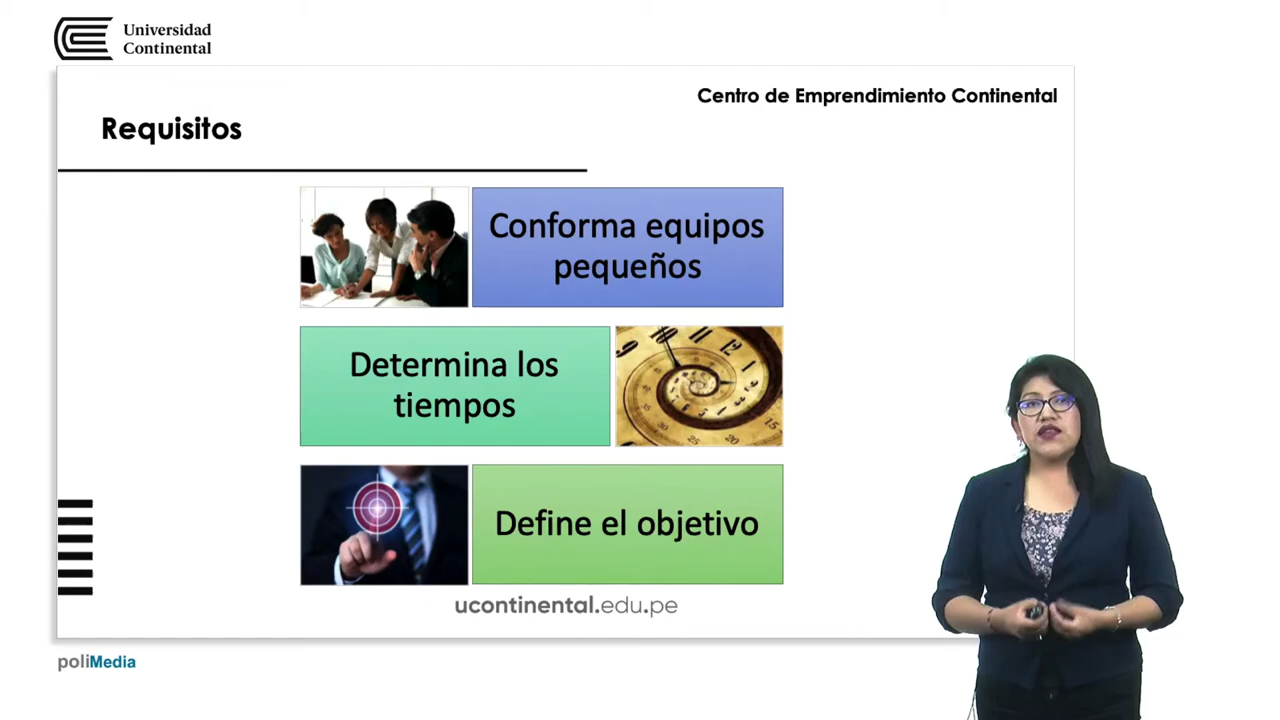 Universidad
Continental
Centro de Emprendimiento Continental
Requisitos
Conforma equipos
pequeños
Determina los
tiempos
Define el objetivo
ucontinental.edu.pe
poliMedia